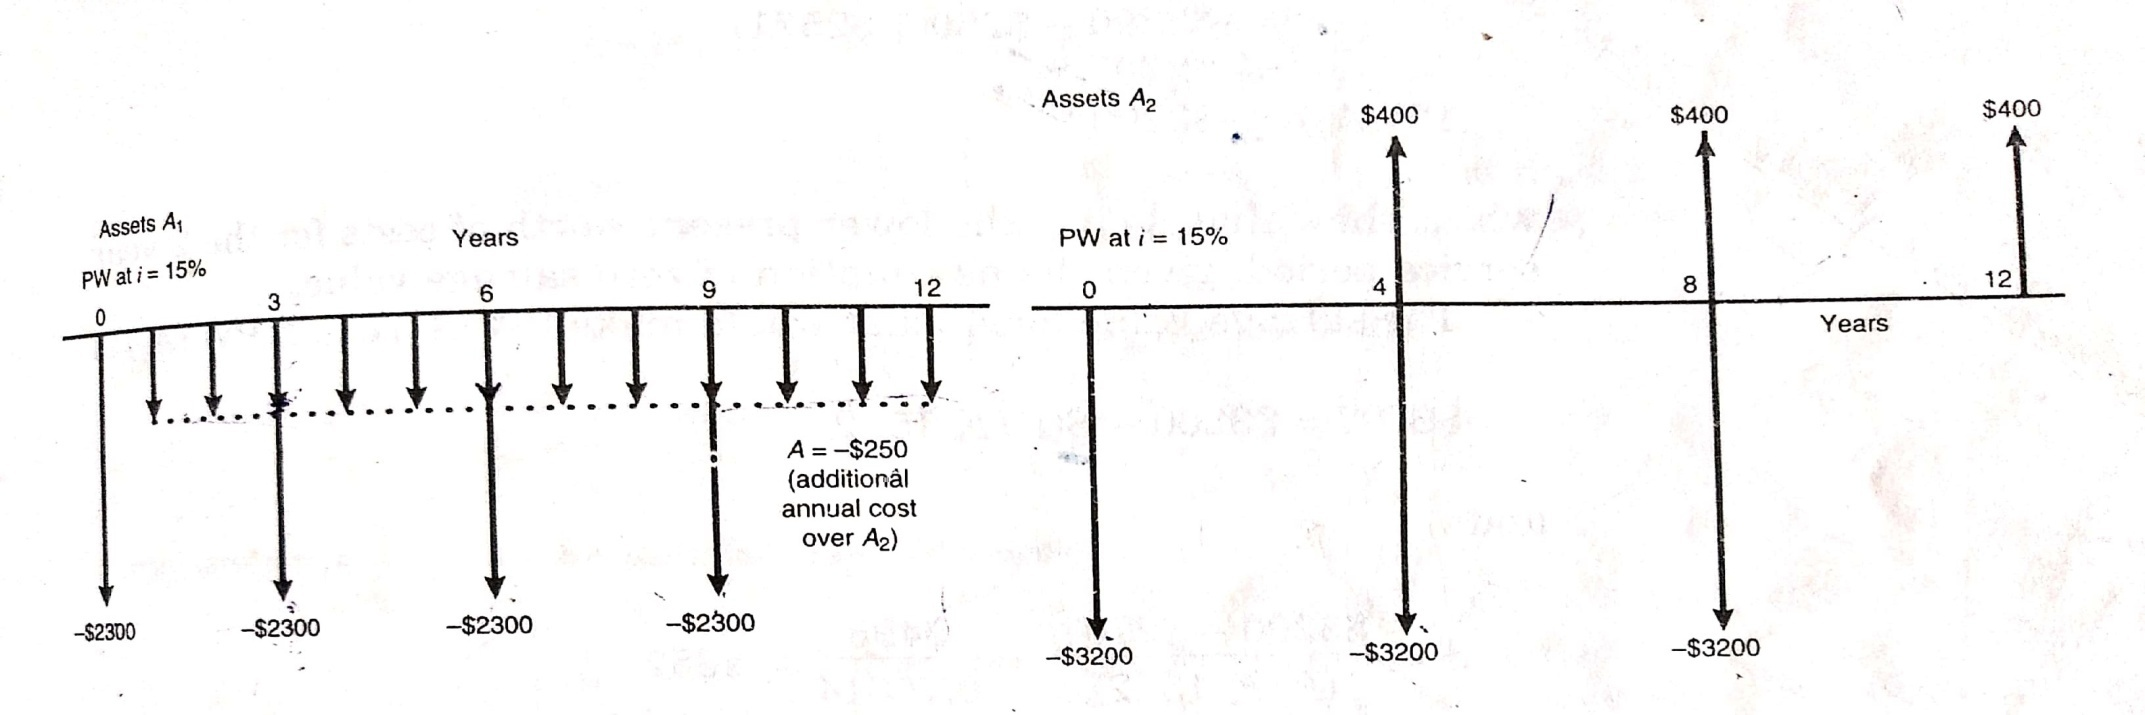 Assets A₁
Years
PW at i = 15%
0
3
6
9
12
A = –$250
(additional
annual cost
over A₂)
–$2300
–$2300
–$2300
–$2300
Assets A₂
$400
$400
$400
PW at i = 15%
0
4
8
12
Years
–$3200
–$3200
–$3200